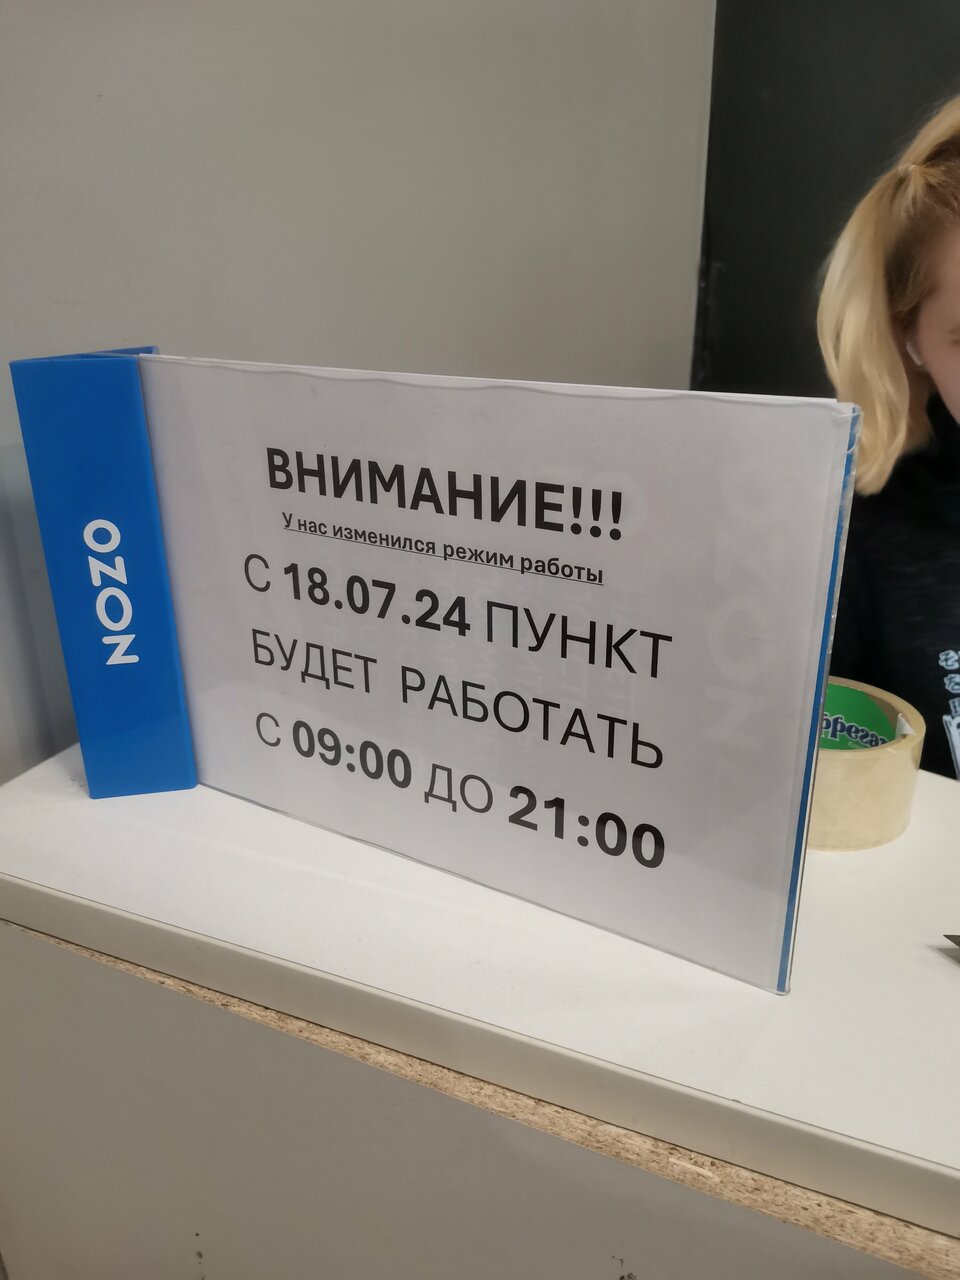 OZON
ВНИМАНИЕ!!!
У нас изменился режим работы
С 18.07.24 ПУНКТ
БУДЕТ РАБОТАТЬ
С 09:00 ДО 21:00